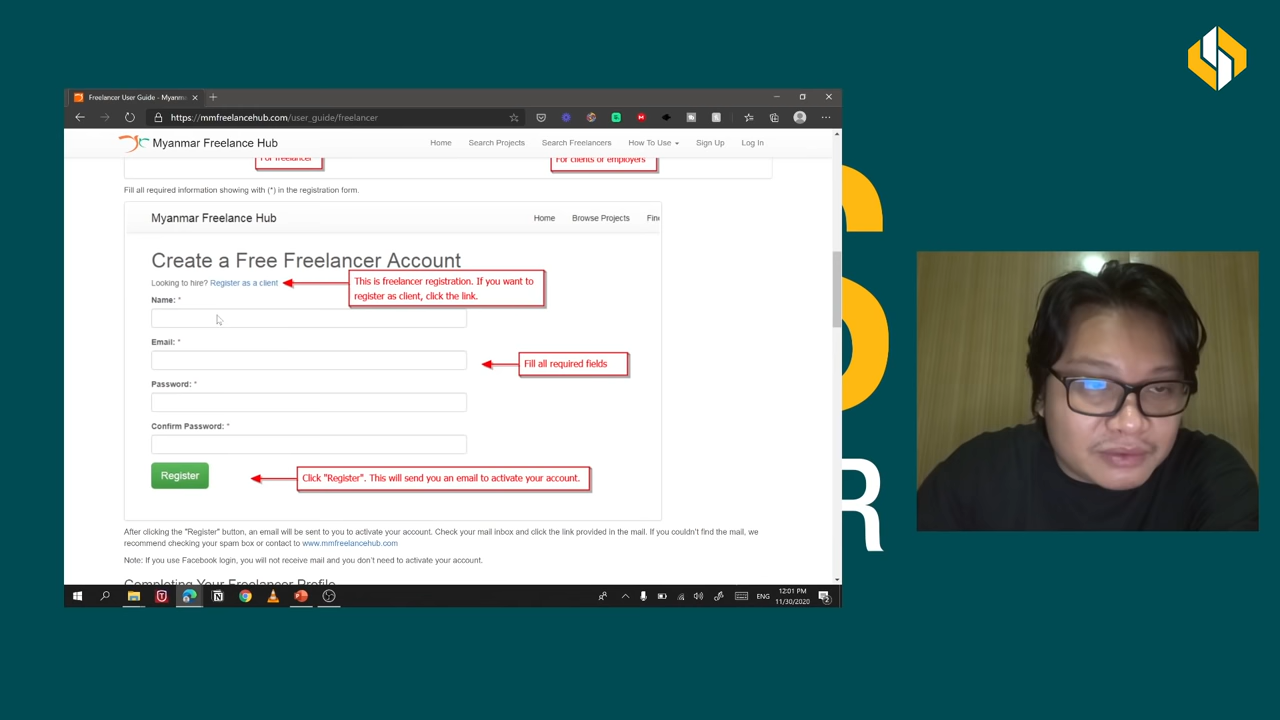 Freelancer User Guide - Myanm
https://mmfreelancehub.com/user_guide/freelancer
Myanmar Freelance Hub
Home Search Projects Search Freelancers How To Use Sign Up Log In
For freelancer
For clients or employers
Fill all required information showing with (*) in the registration form.
Myanmar Freelance Hub
Home Browse Projects Fin
Create a Free Freelancer Account
Looking to hire? Register as a client
This is freelancer registration. If you want to
register as client, click the link.
Name: *
Email: *
Fill all required fields
Password: *
Confirm Password: *
Register
Click "Register". This will send you an email to activate your account.
After clicking the "Register" button, an email will be sent to you to activate your account. Check your mail inbox and click the link provided in the mail. If you couldn't find the mail, we
recommend checking your spam box or contact to www.mmfreelancehub.com
Note: If you use Facebook login, you will not receive mail and you don't need to activate your account.
Completing Your Freelancer Profile
ENG
12:01 PM
11/30/2020
R